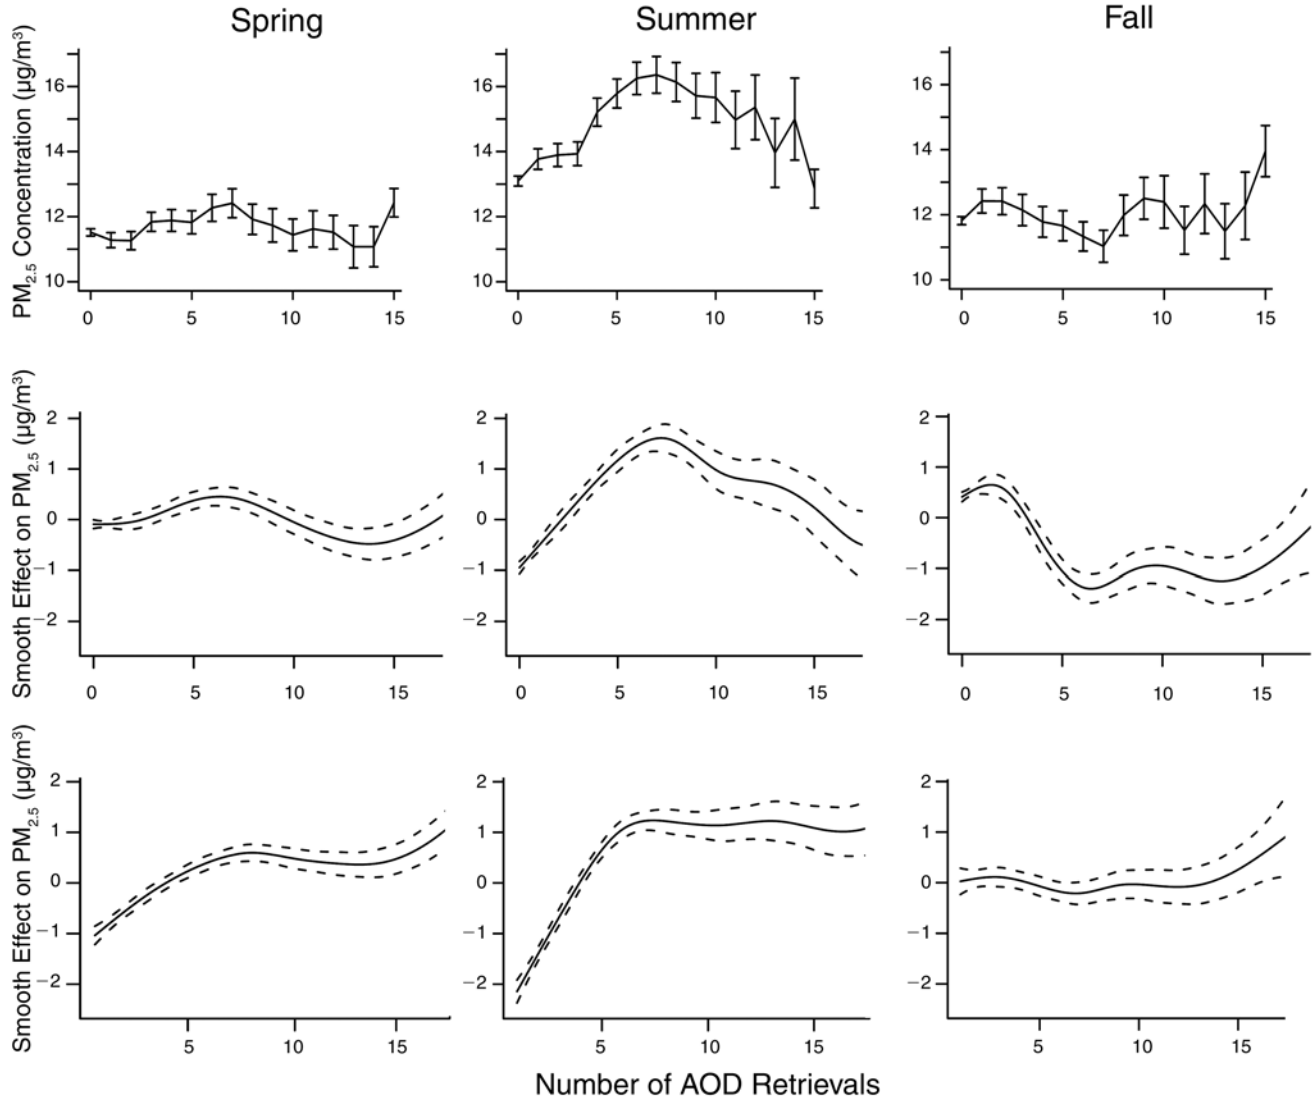 Spring Summer Fall
PM2.5 Concentration (µg/m³)
16 14 12 10
16 14 12 10
16 14 12 10
0 5 10 15
0 5 10 15
0 5 10 15
Smooth Effect on PM2.5 (µg/m³)
2 1 0 −1 −2
2 1 0 −1 −2
2 1 0 −1 −2
0 5 10 15
0 5 10 15
0 5 10 15
Smooth Effect on PM2.5 (µg/m³)
2 1 0 −1 −2
2 1 0 −1 −2
2 1 0 −1 −2
5 10 15
5 10 15
5 10 15
Number of AOD Retrievals